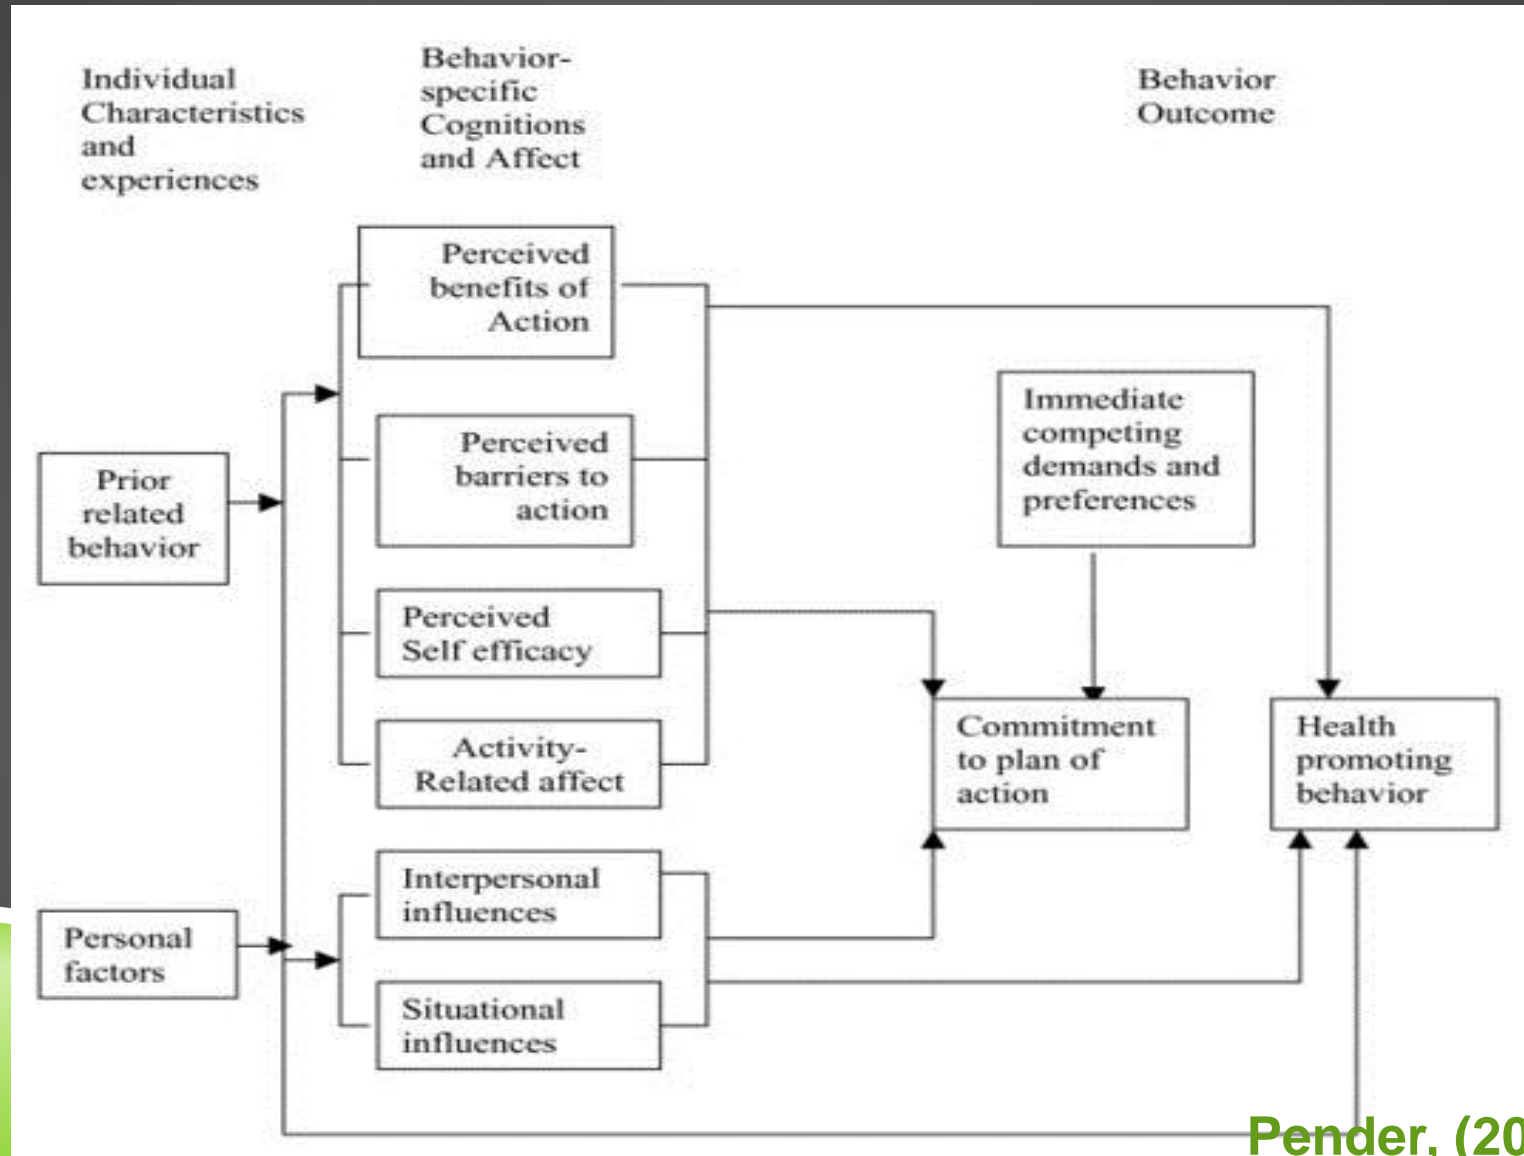 Individual
Characteristics
and
experiences
Behavior-
specific
Cognitions
and Affect
Behavior
Outcome
Perceived
benefits of
Action
Perceived
barriers to
action
Perceived
Self efficacy
Activity-
Related affect
Interpersonal
influences
Situational
influences
Prior
related
behavior
Personal
factors
Immediate
competing
demands and
preferences
Commitment
to plan of
action
Health
promoting
behavior
Pender, (20